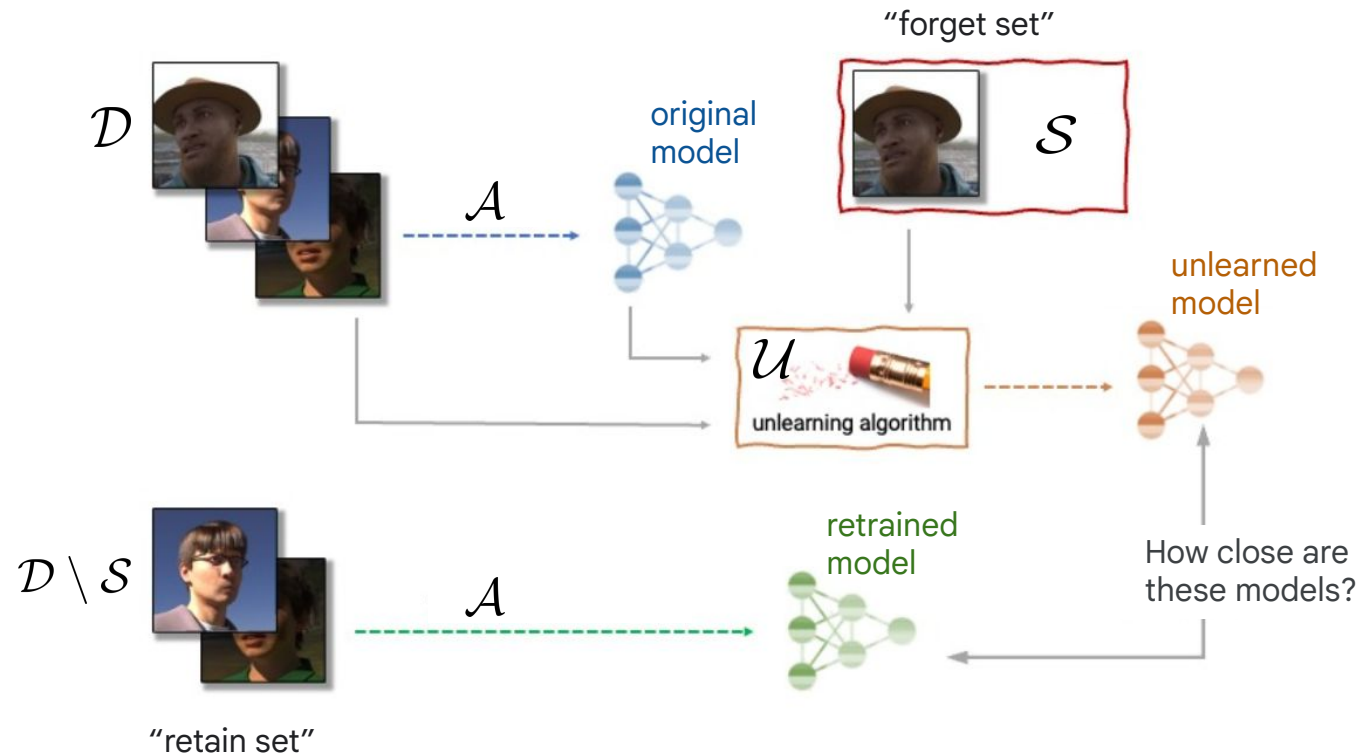 “forget set”
𝒟
original
model
𝒮
𝒜
unlearned
model
𝒰
unlearning algorithm
retrained
model
How close are
these models?
𝒟 \ 𝒮
𝒜
“retain set”